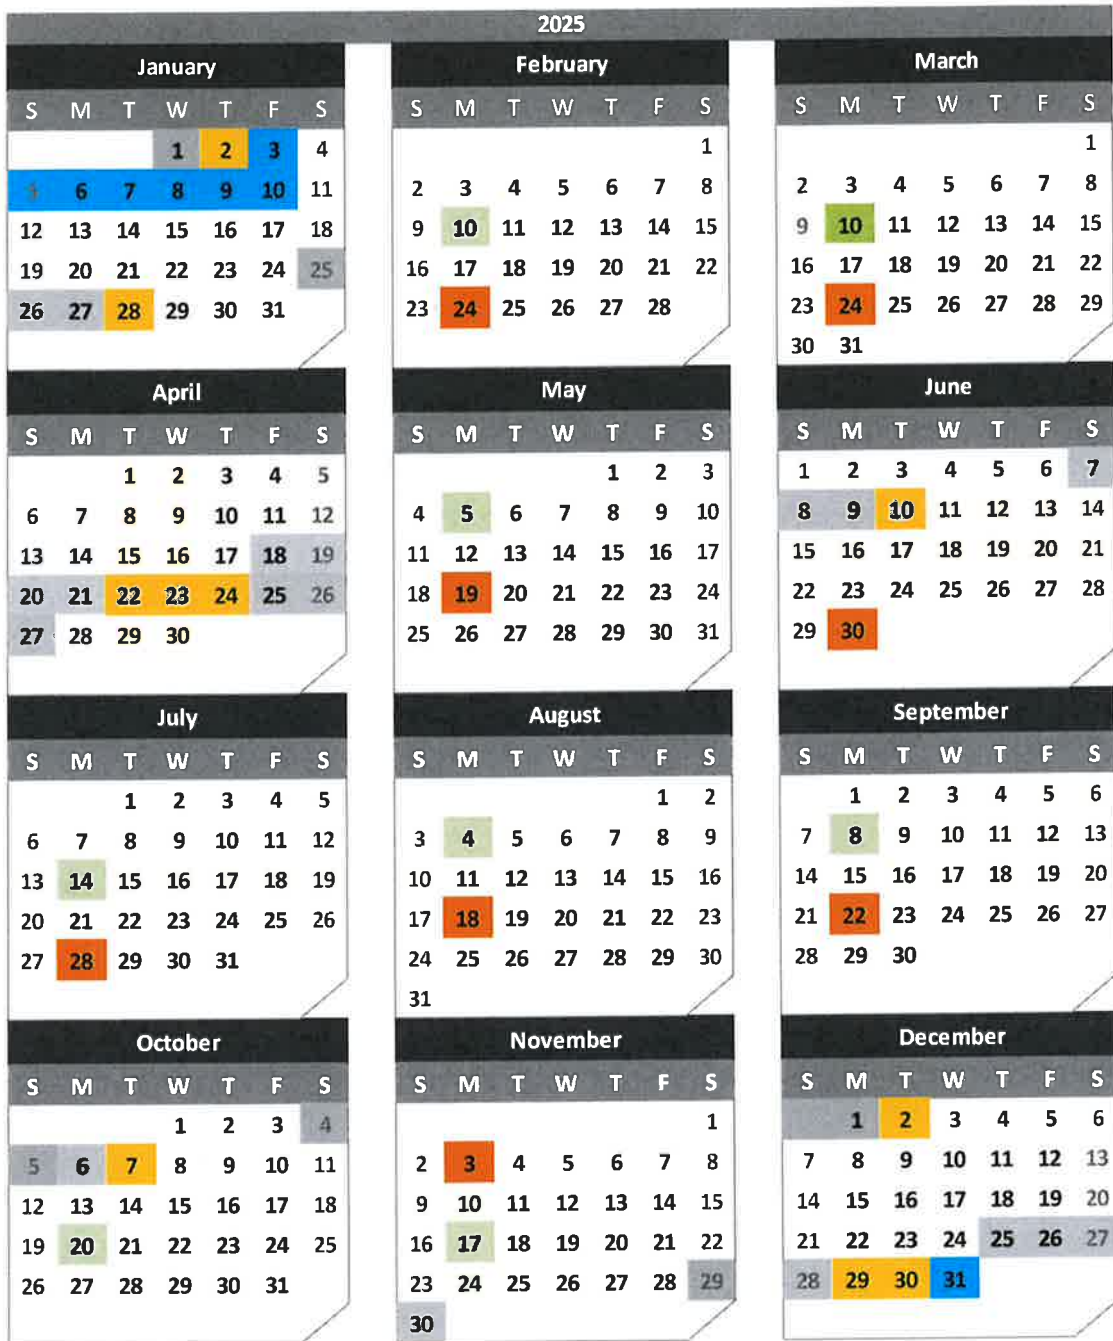 2025
January
S M T W T F S
1 2 3 4
5 6 7 8 9 10 11
12 13 14 15 16 17 18
19 20 21 22 23 24 25
26 27 28 29 30 31
February
S M T W T F S
1
2 3 4 5 6 7 8
9 10 11 12 13 14 15
16 17 18 19 20 21 22
23 24 25 26 27 28
March
S M T W T F S
1
2 3 4 5 6 7 8
9 10 11 12 13 14 15
16 17 18 19 20 21 22
23 24 25 26 27 28 29
30 31
April
S M T W T F S
1 2 3 4 5
6 7 8 9 10 11 12
13 14 15 16 17 18 19
20 21 22 23 24 25 26
27 28 29 30
May
S M T W T F S
1 2 3
4 5 6 7 8 9 10
11 12 13 14 15 16 17
18 19 20 21 22 23 24
25 26 27 28 29 30 31
June
S M T W T F S
1 2 3 4 5 6 7
8 9 10 11 12 13 14
15 16 17 18 19 20 21
22 23 24 25 26 27 28
29 30
July
S M T W T F S
1 2 3 4 5
6 7 8 9 10 11 12
13 14 15 16 17 18 19
20 21 22 23 24 25 26
27 28 29 30 31
August
S M T W T F S
1 2
3 4 5 6 7 8 9
10 11 12 13 14 15 16
17 18 19 20 21 22 23
24 25 26 27 28 29 30
31
September
S M T W T F S
1 2 3 4 5 6
7 8 9 10 11 12 13
14 15 16 17 18 19 20
21 22 23 24 25 26 27
28 29 30
October
S M T W T F S
1 2 3 4
5 6 7 8 9 10 11
12 13 14 15 16 17 18
19 20 21 22 23 24 25
26 27 28 29 30 31
November
S M T W T F S
1
2 3 4 5 6 7 8
9 10 11 12 13 14 15
16 17 18 19 20 21 22
23 24 25 26 27 28 29
30
December
S M T W T F S
1 2 3 4 5 6
7 8 9 10 11 12 13
14 15 16 17 18 19 20
21 22 23 24 25 26 27
28 29 30 31